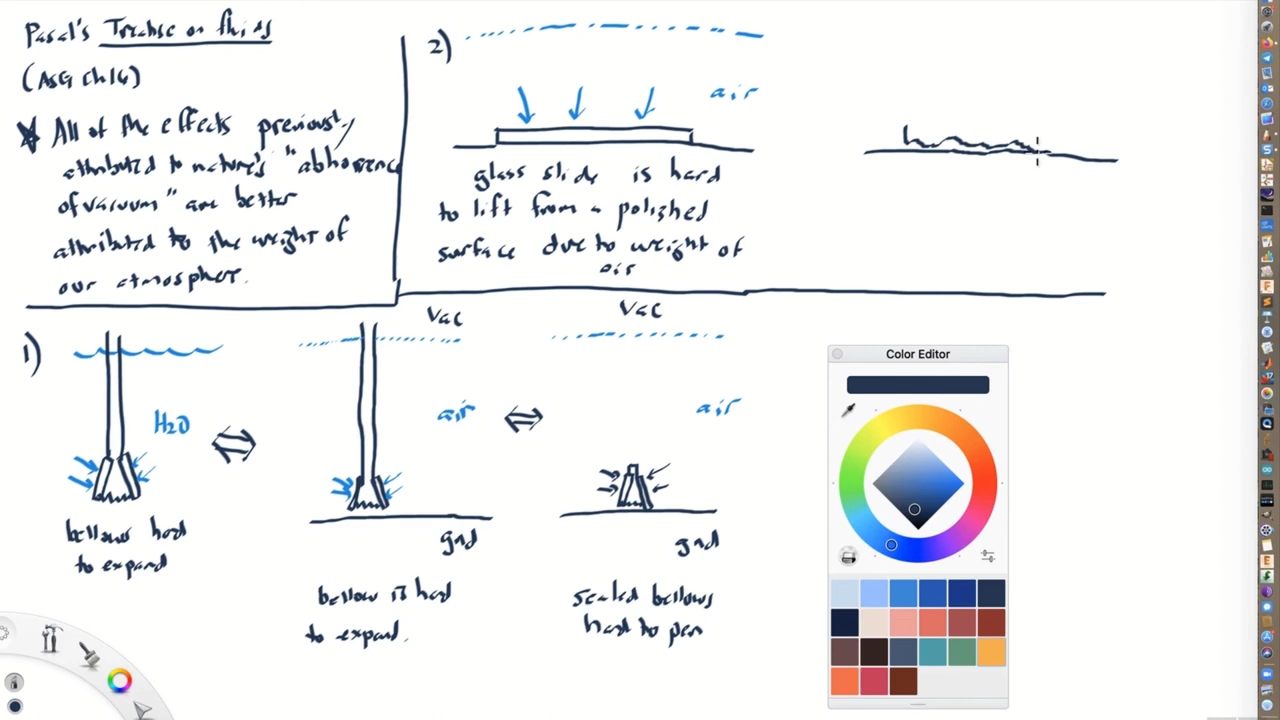 Pascal's Treatise on fluids
(ASG Ch 16)
All of the effects previously
attributed to nature's "abhorrence
of vacuum" are better
attributed to the weight of
our atmosphere.
2)
air
glass slide is hard
to lift from a polished
surface due to weight of
air
1)
H2O
bellows hard
to expand
Vac
air
gnd
bellow is hard
to expand.
Vac
air
gnd
sealed bellows
hard to
Color Editor